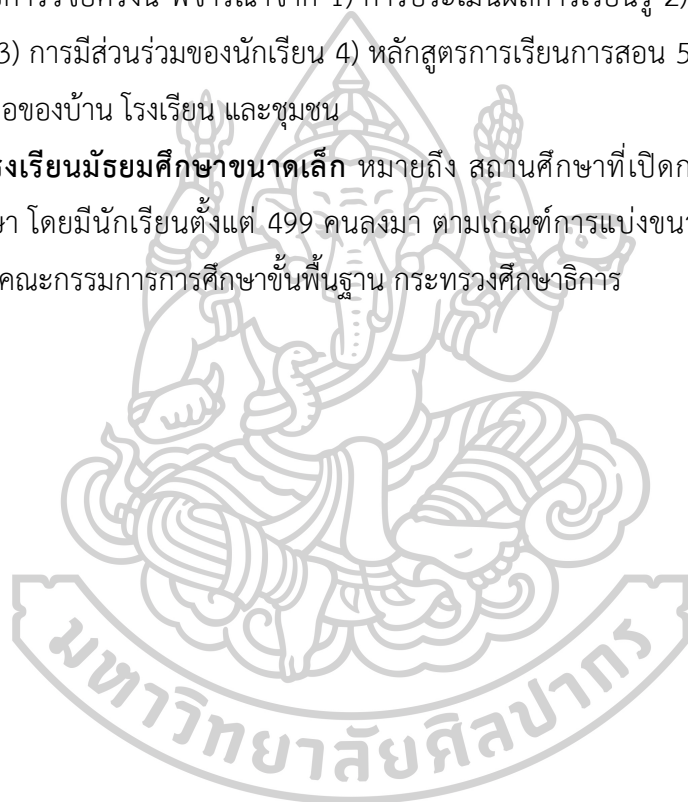 การวิจัยครั้งนี้ พิจารณาจาก 1) การประเมินผลการเรียนรู้ 2)
3) การมีส่วนร่วมของนักเรียน 4) หลักสูตรการเรียนการสอน 5
อของบ้าน โรงเรียน และชุมชน
งเรียนมัธยมศึกษาขนาดเล็ก หมายถึง สถานศึกษาที่เปิดก
ษา โดยมีนักเรียนตั้งแต่ 499 คนลงมา ตามเกณฑ์การแบ่งขนา
คณะกรรมการการศึกษาขั้นพื้นฐาน กระทรวงศึกษาธิการ
มหาวิทยาลัยศิลปากร